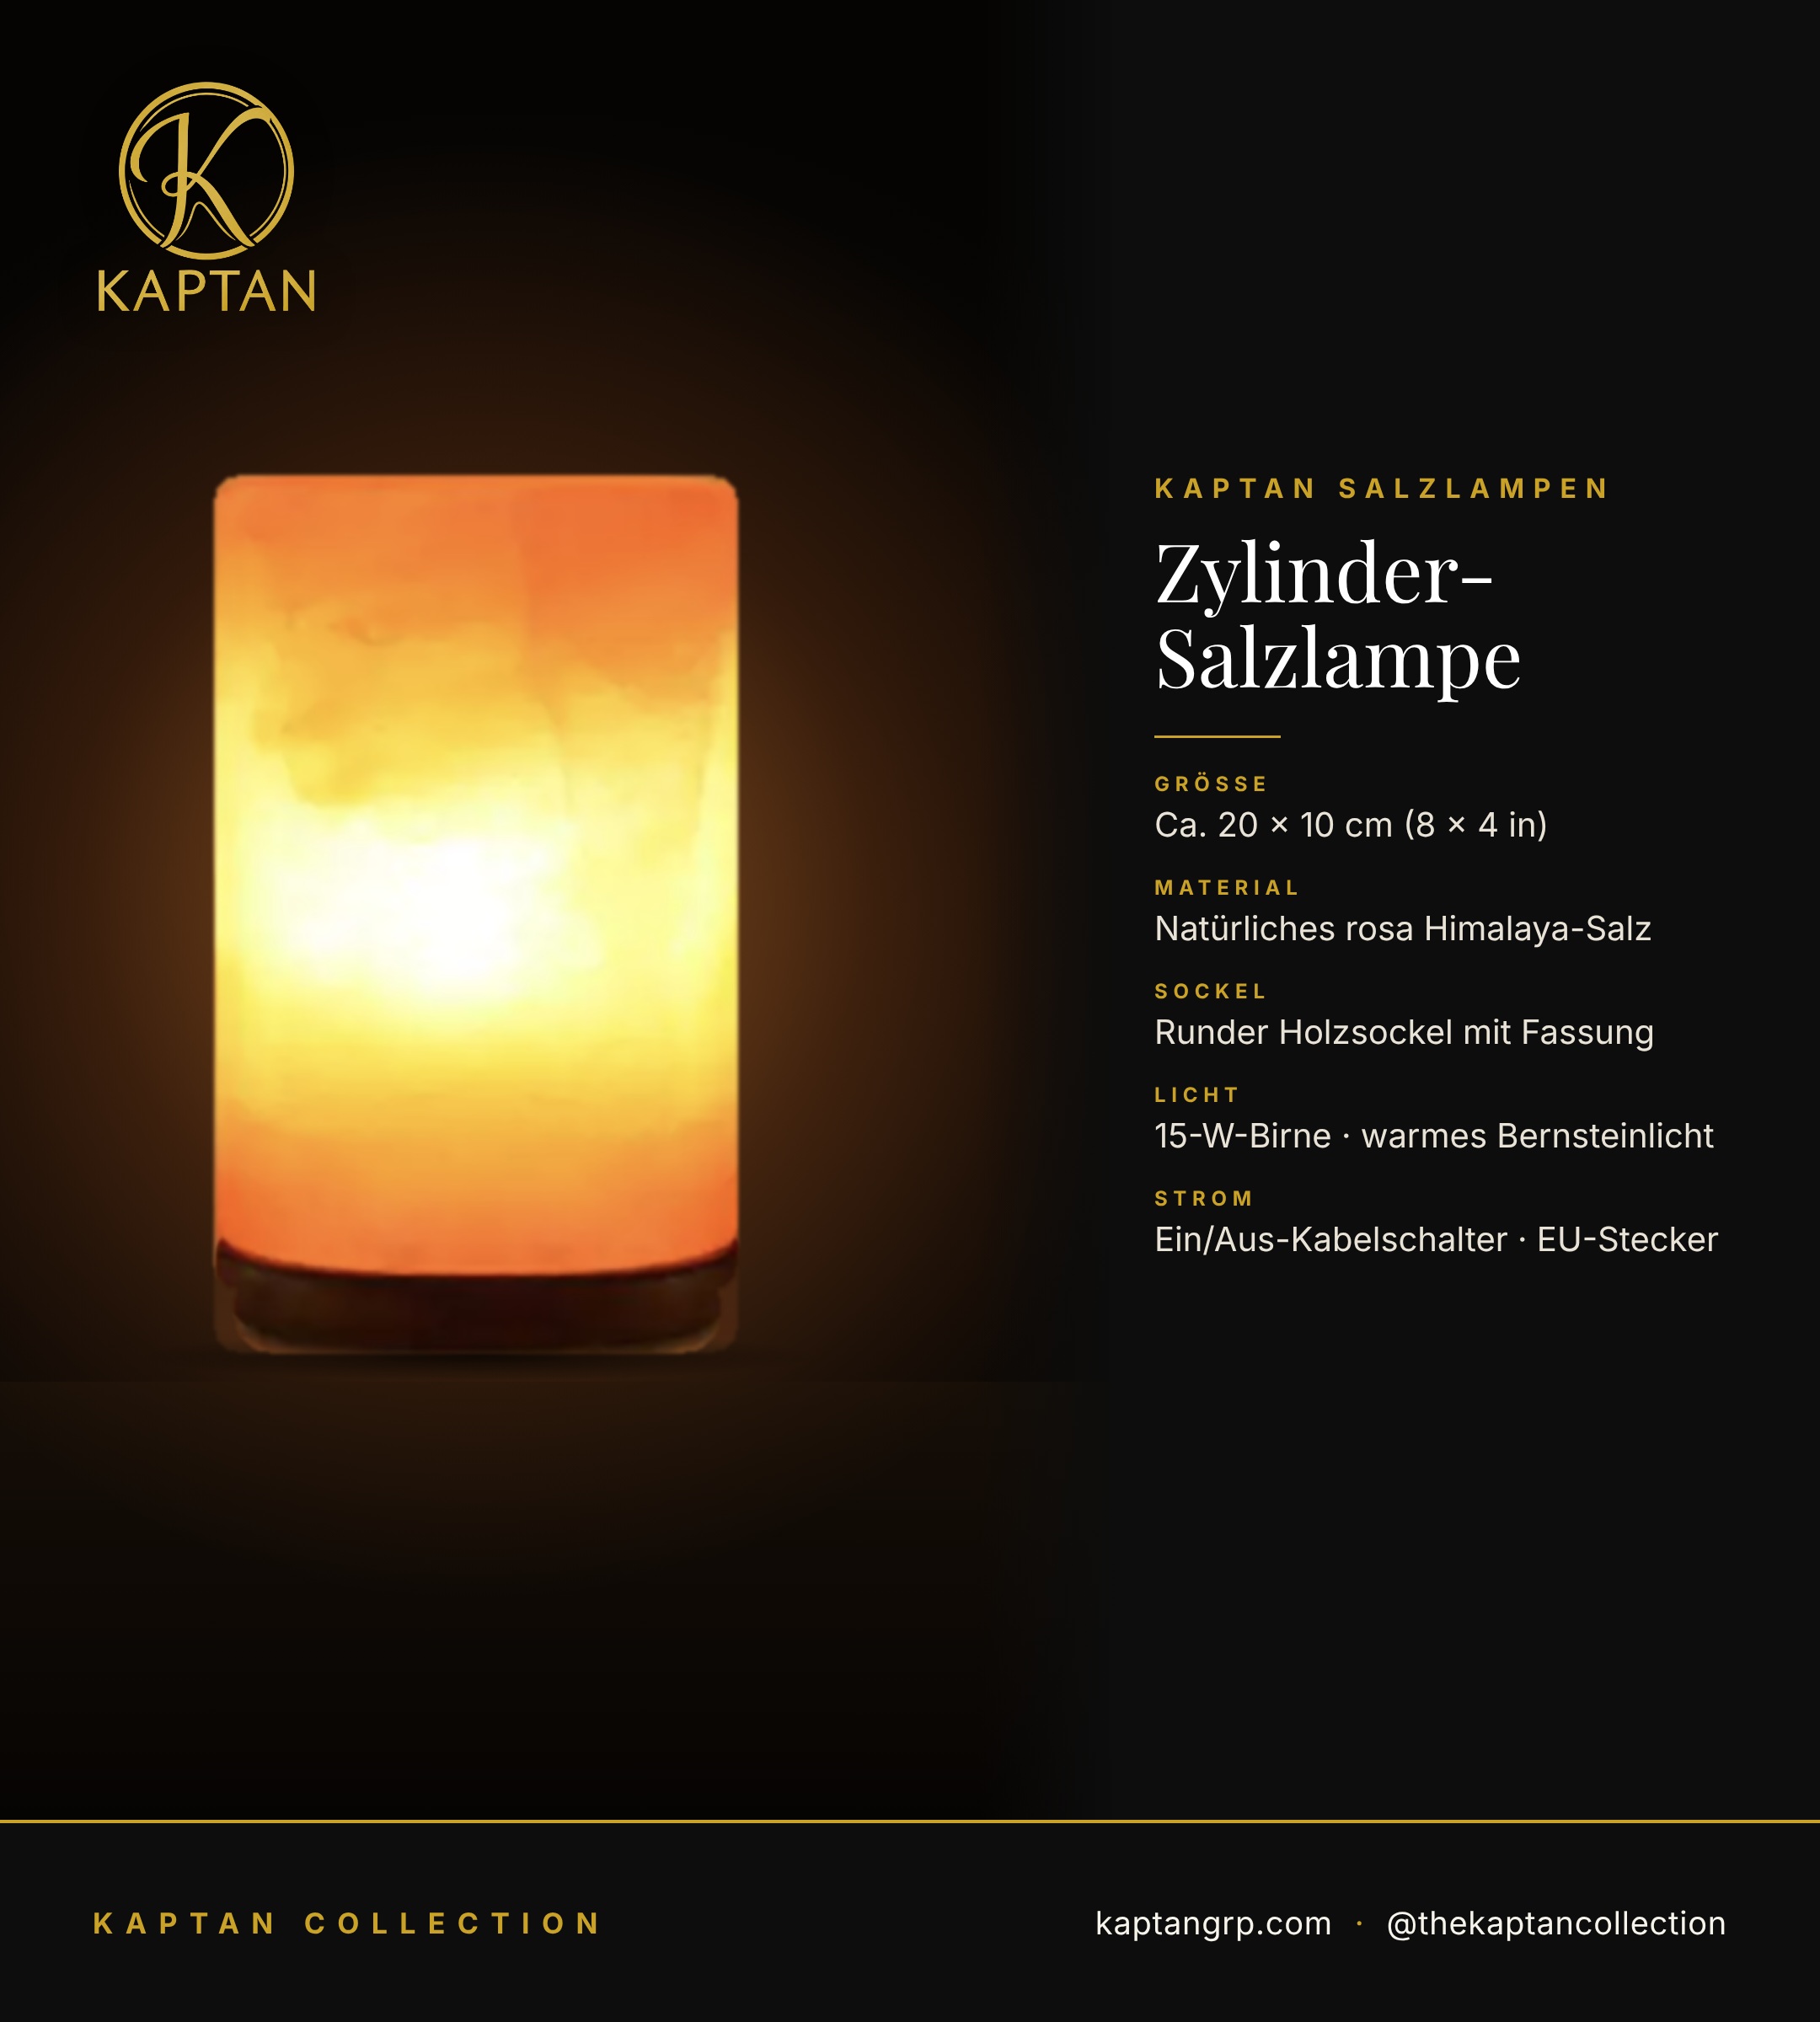 KAPTAN
KAPTAN SALZLAMPEN
Zylinder-
Salzlampe
GRÖSSE
Ca. 20 × 10 cm (8 × 4 in)
MATERIAL
Natürliches rosa Himalaya-Salz
SOCKEL
Runder Holzsockel mit Fassung
LICHT
15-W-Birne · warmes Bernsteinlicht
STROM
Ein/Aus-Kabelschalter · EU-Stecker
KAPTAN COLLECTION
kaptangrp.com · @thekaptancollection